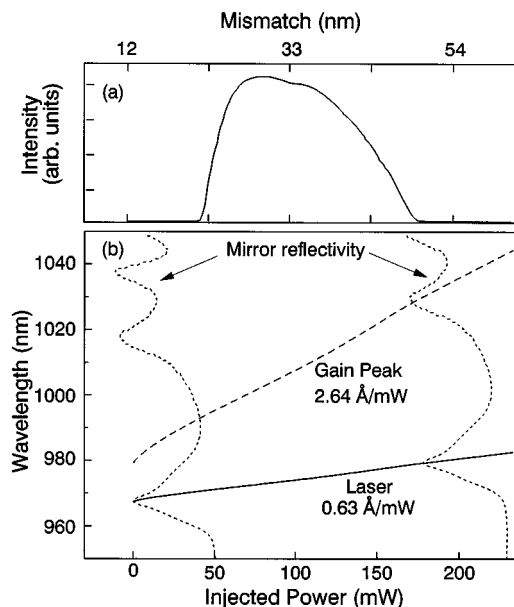 Mismatch (nm)
12 33 54
(a)
Intensity
(arb. units)
(b)
Mirror reflectivity
1040
1020
1000
980
960
Wavelength (nm)
Gain Peak
2.64 Å/mW
Laser
0.63 Å/mW
0 50 100 150 200
Injected Power (mW)